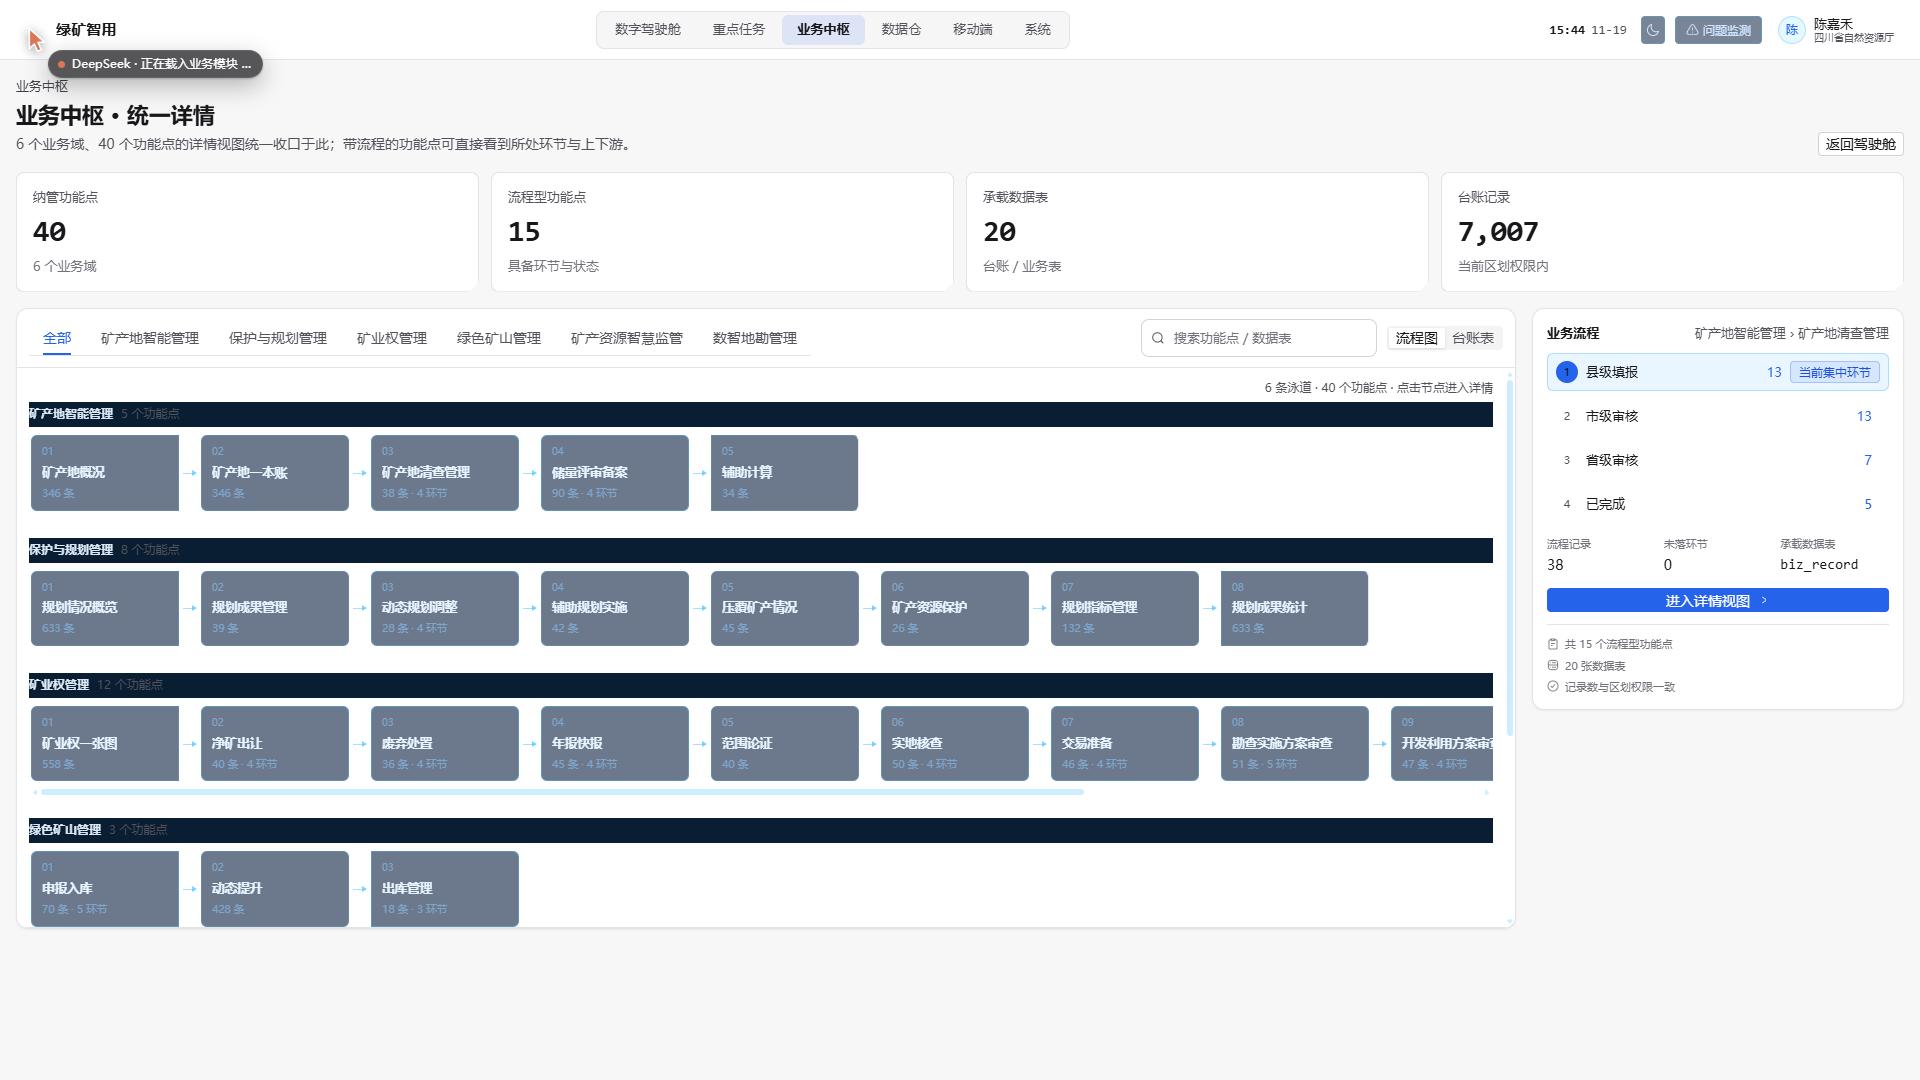 绿矿智用
数字驾驶舱 重点任务 业务中枢 数据仓 移动端 系统
15:44 11-19
问题监测
陈
陈嘉禾
四川省自然资源厅
DeepSeek · 正在载入业务模块 ...
业务中枢
业务中枢 • 统一详情
6 个业务域、40 个功能点的详情视图统一收口于此；带流程的功能点可直接看到所处环节与上下游。
返回驾驶舱
纳管功能点
40
6 个业务域
流程型功能点
15
具备环节与状态
承载数据表
20
台账 / 业务表
台账记录
7,007
当前区划权限内
全部 矿产地智能管理 保护与规划管理 矿业权管理 绿色矿山管理 矿产资源智慧监管 数智地勘管理
搜索功能点 / 数据表
流程图 台账表
6 条泳道 · 40 个功能点 · 点击节点进入详情
矿产地智能管理 5 个功能点
01
矿产地概况
346 条
02
矿产地一本账
346 条
03
矿产地清查管理
38 条 · 4 环节
04
储量评审备案
90 条 · 4 环节
05
辅助计算
34 条
保护与规划管理 8 个功能点
01
规划情况概览
633 条
02
规划成果管理
39 条
03
动态规划调整
28 条 · 4 环节
04
辅助规划实施
42 条
05
压覆矿产情况
45 条
06
矿产资源保护
26 条
07
规划指标管理
132 条
08
规划成果统计
633 条
矿业权管理 12 个功能点
01
矿业权一张图
558 条
02
净矿出让
40 条 · 4 环节
03
废弃处置
36 条 · 4 环节
04
年报快报
45 条 · 4 环节
05
范围论证
40 条
06
实地核查
50 条 · 4 环节
07
交易准备
46 条 · 4 环节
08
勘查实施方案审查
51 条 · 5 环节
09
开发利用方案审查
47 条 · 4 环节
绿色矿山管理 3 个功能点
01
申报入库
70 条 · 5 环节
02
动态提升
428 条
03
出库管理
18 条 · 3 环节
业务流程
矿产地智能管理 › 矿产地清查管理
1 县级填报 13 当前集中环节
2 市级审核 13
3 省级审核 7
4 已完成 5
流程记录
38
未落环节
0
承载数据表
biz_record
进入详情视图
共 15 个流程型功能点
20 张数据表
记录数与区划权限一致